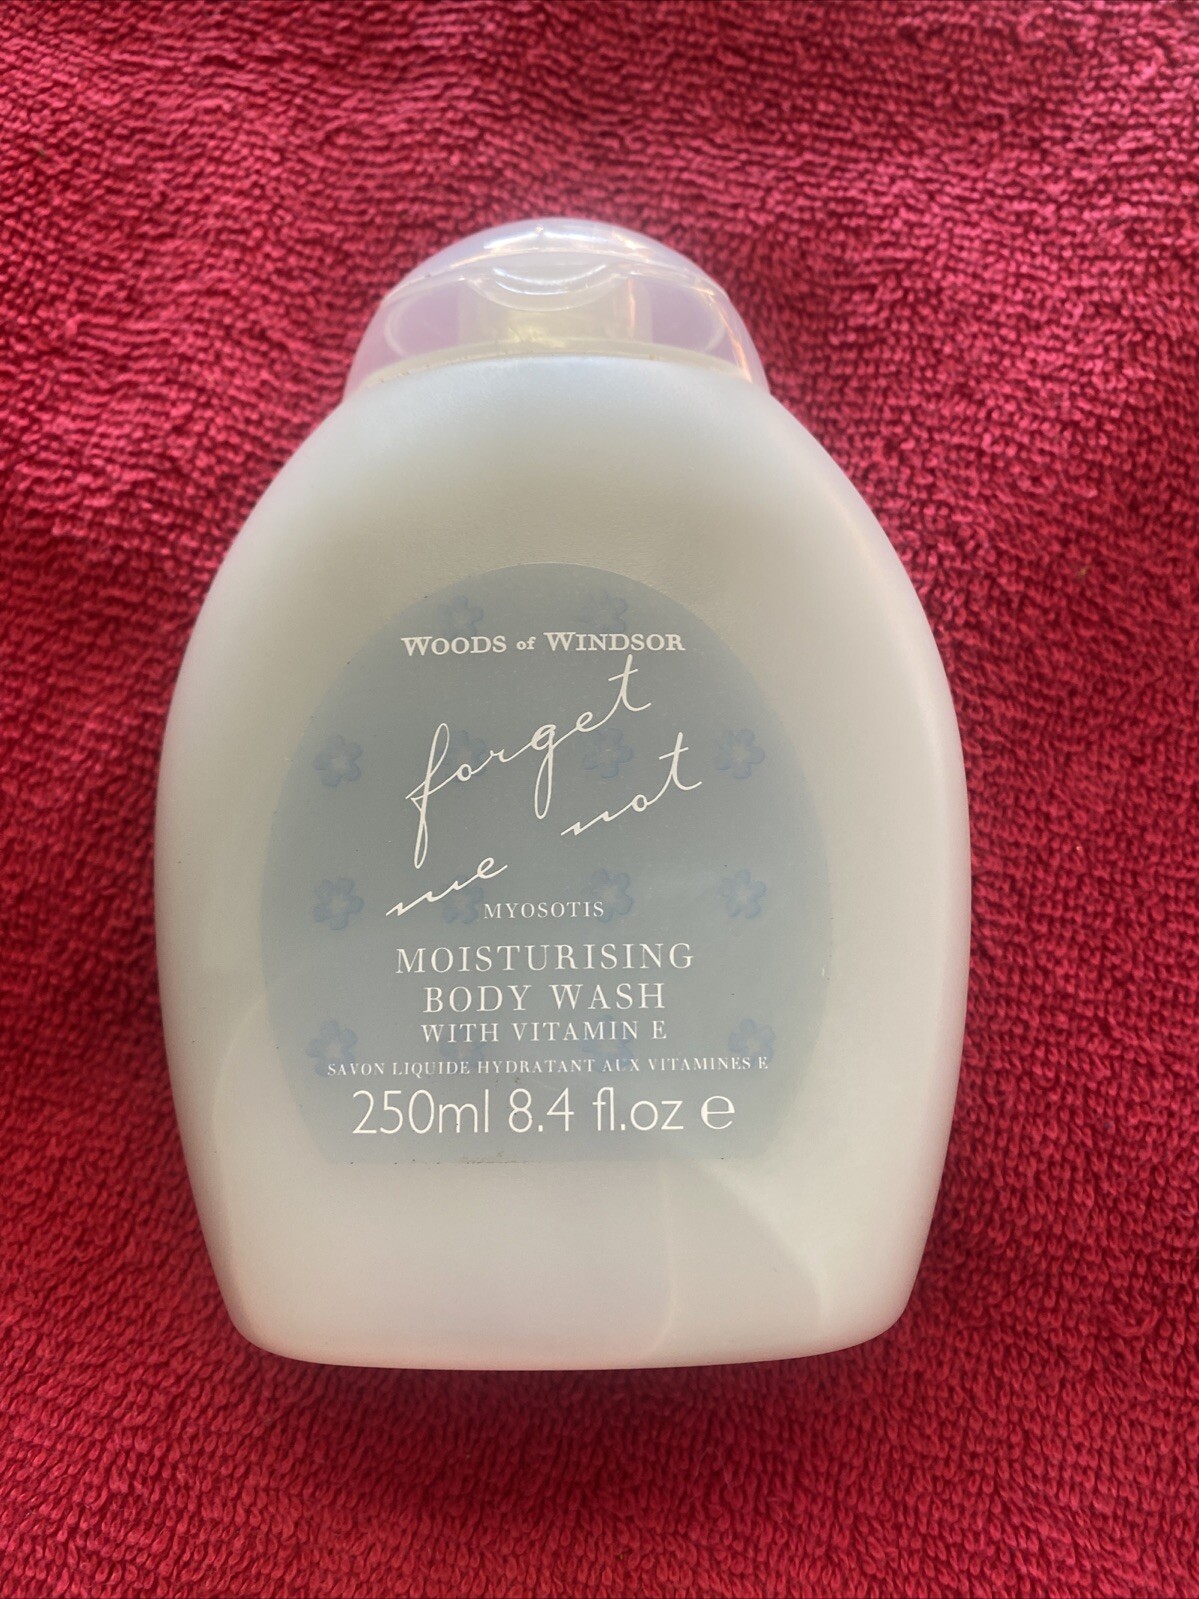 WOODS of WINDSOR
forget
me not
MYOSOTIS
MOISTURISING
BODY WASH
WITH VITAMIN E
SAVON LIQUIDE HYDRATANT AUX VITAMINES E
250ml 8.4 fl.oz e